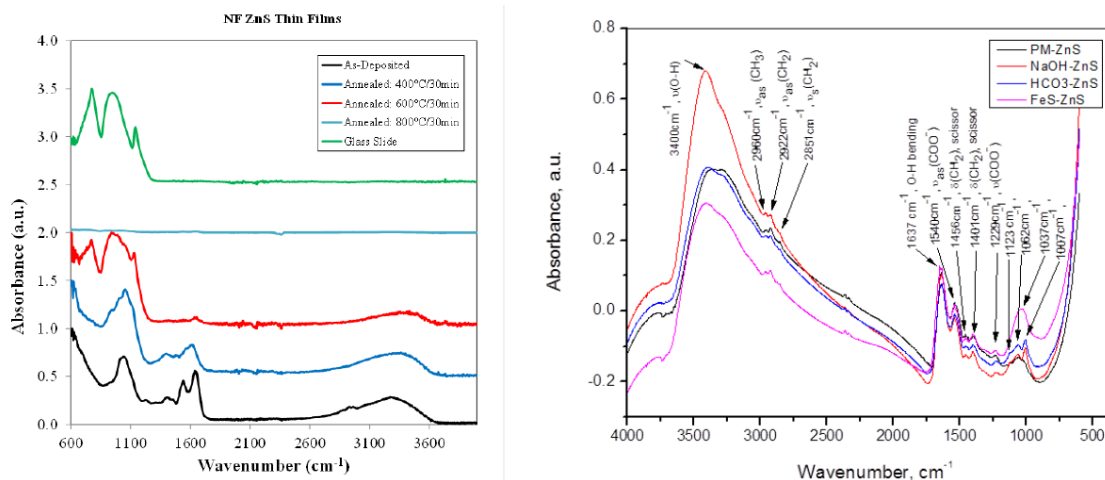 NF ZnS Thin Films
4.0
3.5
3.0
2.5
2.0
1.5
1.0
0.5
0.0
Absorbance (a.u.)
As-Deposited
Annealed: 400°C/30min
Annealed: 600°C/30min
Annealed: 800°C/30min
Glass Slide
600 1100 1600 2100 2600 3100 3600
Wavenumber (cm-1)
0.8
0.6
0.4
0.2
0.0
-0.2
Absorbance, a.u.
PM-ZnS
NaOH-ZnS
HCO3-ZnS
FeS-ZnS
3400cm-1, υ(O-H)
2960cm-1, υas (CH3)
2922cm-1, υas(CH2)
2851cm-1, υs(CH2)
1637 cm-1, O-H bending
1540cm-1, υas(COO-)
1456cm-1, δ(CH2), scissor
1401cm-1, δ(CH2), scissor
1229cm-1, υ(COO-)
1123 cm-1,
1062cm-1,
1037cm-1,
1007cm-1,
4000 3500 3000 2500 2000 1500 1000 500
Wavenumber, cm-1